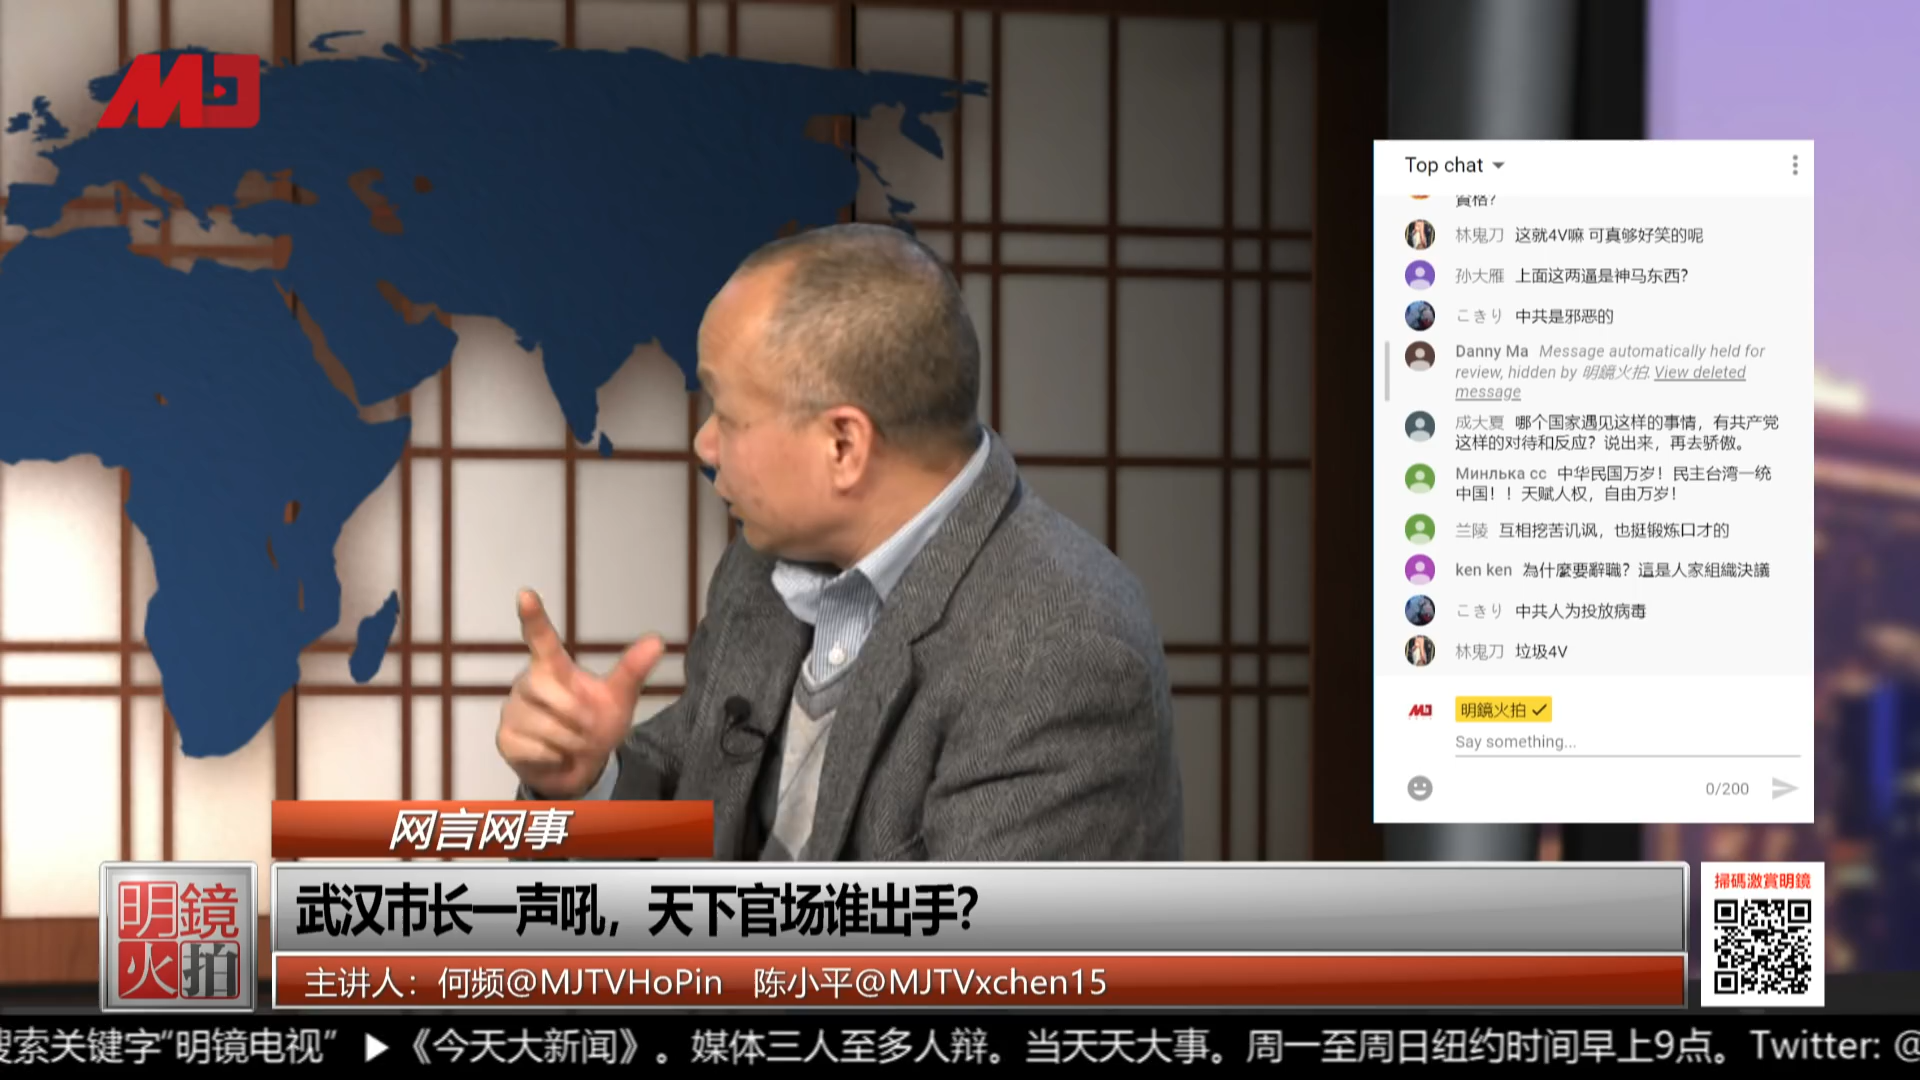 MJ
Top chat
資格?
林鬼刀 这就4V嘛 可真够好笑的呢
孙大雁 上面这两逼是神马东西?
こきり 中共是邪恶的
Danny Ma Message automatically held for
review, hidden by 明鏡火拍. View deleted
message
成大夏 哪个国家遇见这样的事情，有共产党
这样的对待和反应？说出来，再去骄傲。
Минлька cc 中华民国万岁！民主台湾一统
中国！！天赋人权，自由万岁！
兰陵 互相挖苦讥讽，也挺锻炼口才的
ken ken 為什麼要辭職？這是人家組織決議
こきり 中共人为投放病毒
林鬼刀 垃圾4V
MJ 明鏡火拍
Say something...
0/200
网言网事
明鏡
火拍
武汉市长一声吼，天下官场谁出手?
主讲人：何频@MJTVHoPin 陈小平@MJTVxchen15
掃碼激賞明鏡
搜索关键字“明镜电视” ▶《今天大新闻》。媒体三人至多人辩。当天天大事。周一至周日纽约时间早上9点。Twitter: @